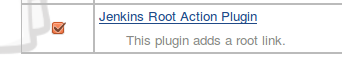 Jenkins Root Action Plugin
This plugin adds a root link.